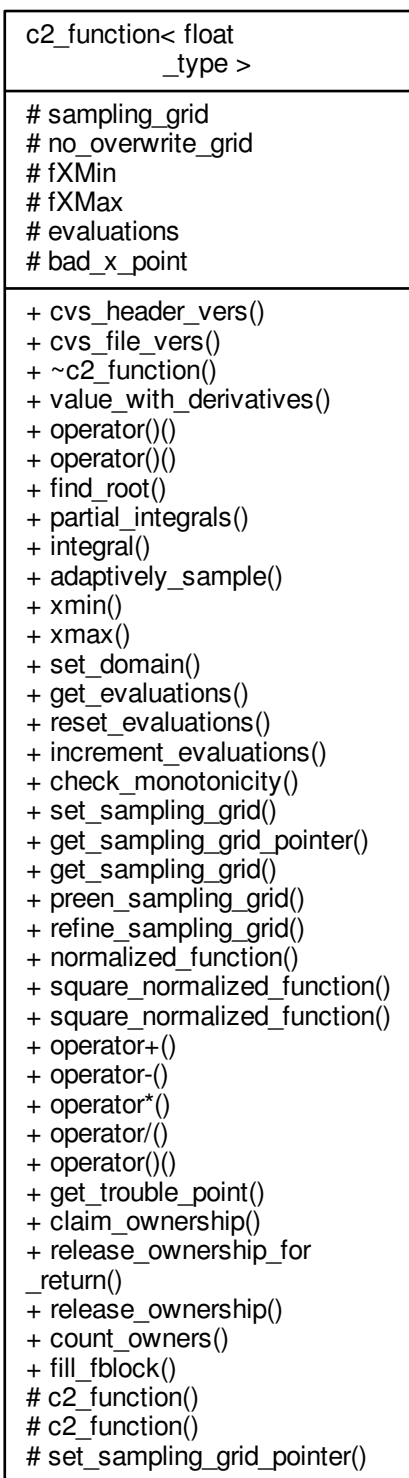 c2_function< float
_type >
# sampling_grid
# no_overwrite_grid
# fXMin
# fXMax
# evaluations
# bad_x_point
+ cvs_header_vers()
+ cvs_file_vers()
+ ~c2_function()
+ value_with_derivatives()
+ operator()()
+ operator()()
+ find_root()
+ partial_integrals()
+ integral()
+ adaptively_sample()
+ xmin()
+ xmax()
+ set_domain()
+ get_evaluations()
+ reset_evaluations()
+ increment_evaluations()
+ check_monotonicity()
+ set_sampling_grid()
+ get_sampling_grid_pointer()
+ get_sampling_grid()
+ preen_sampling_grid()
+ refine_sampling_grid()
+ normalized_function()
+ square_normalized_function()
+ square_normalized_function()
+ operator+()
+ operator-()
+ operator*()
+ operator/()
+ operator()()
+ get_trouble_point()
+ claim_ownership()
+ release_ownership_for
_return()
+ release_ownership()
+ count_owners()
+ fill_fblock()
# c2_function()
# c2_function()
# set_sampling_grid_pointer()